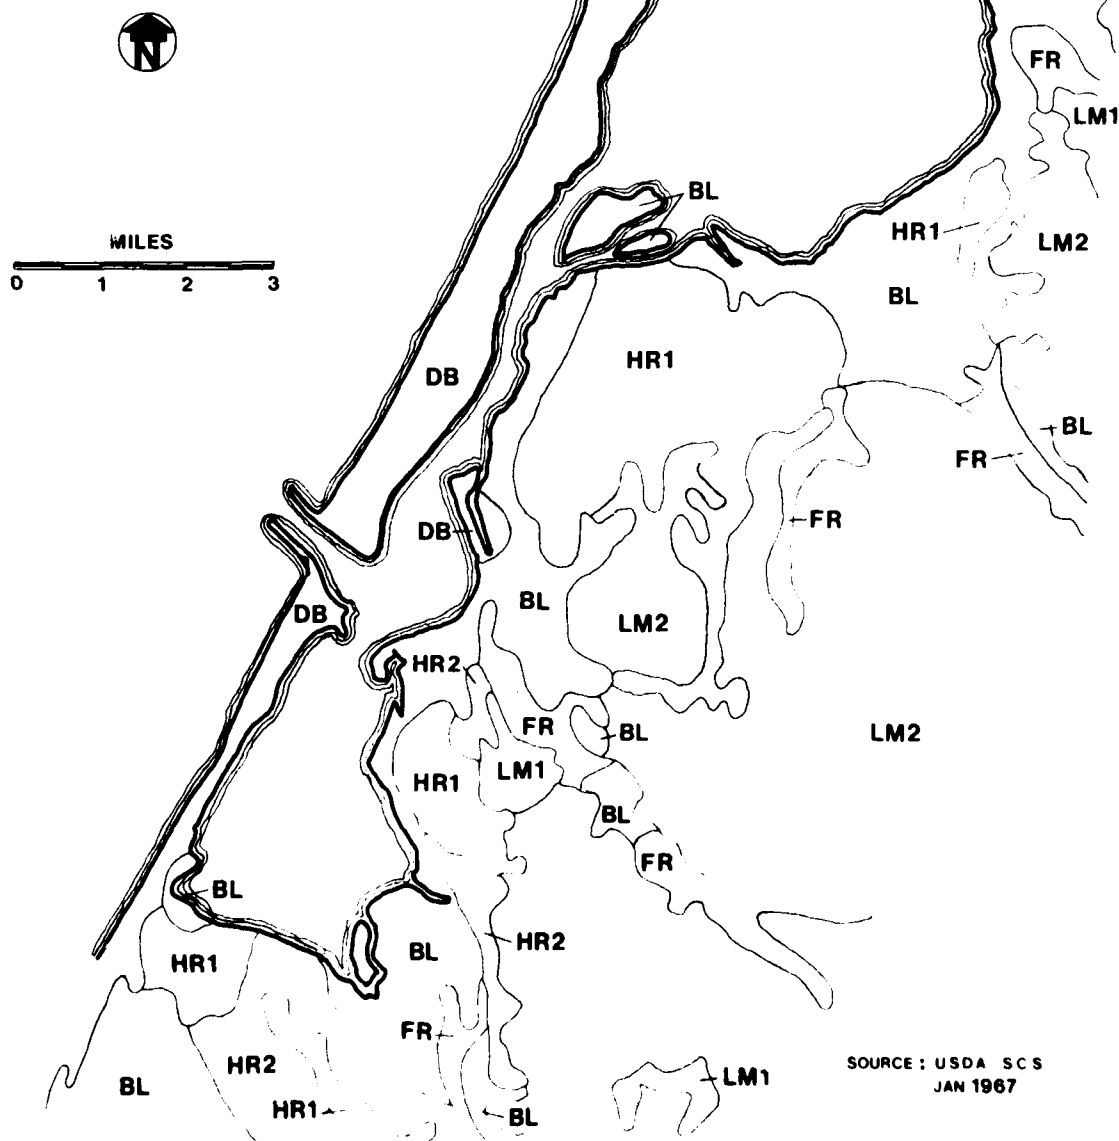 N
FR
LM1
BL
HR1
LM2
MILES
0 1 2 3
BL
HR1
DB
BL
FR
FR
DB
BL
DB
LM2
HR2
FR
BL
LM2
HR1
LM1
BL
FR
BL
HR2
BL
HR1
FR
HR2
SOURCE : USDA SCS
JAN 1967
LM1
BL
HR1
BL